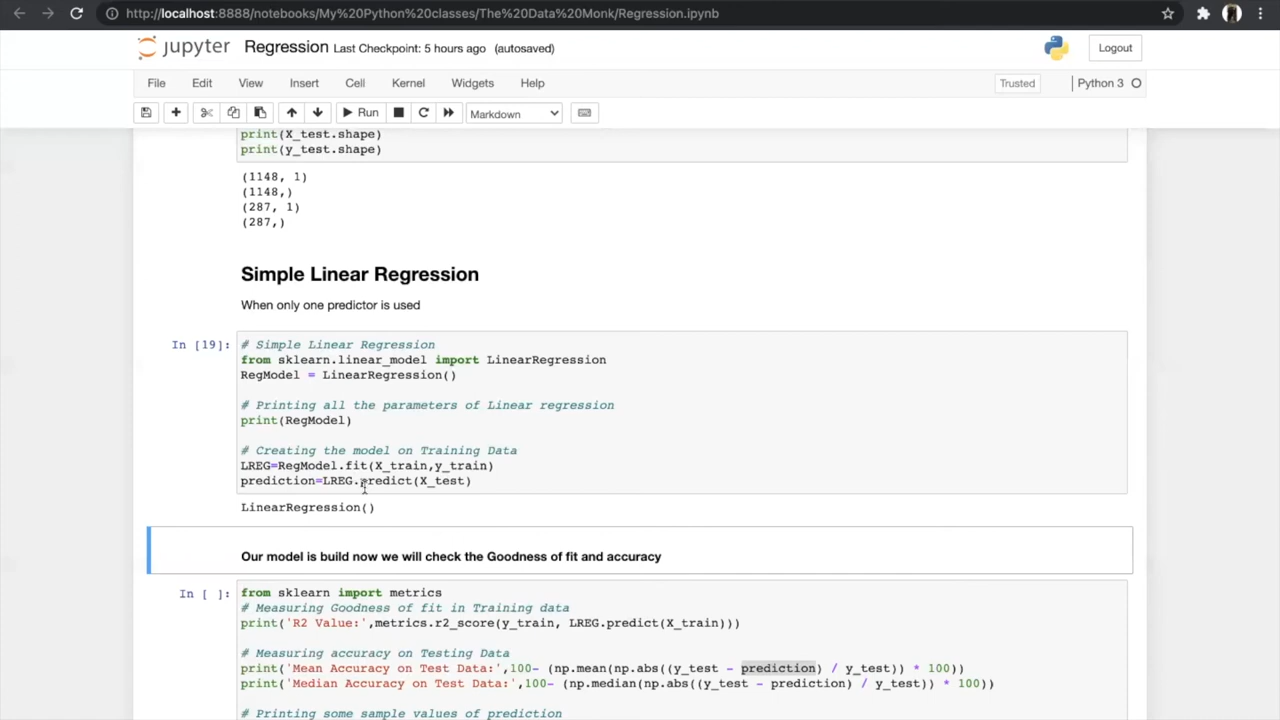 http://localhost:8888/notebooks/My%20Python%20classes/The%20Data%20Monk/Regression.ipynb
jupyter Regression Last Checkpoint: 5 hours ago (autosaved) Logout
File Edit View Insert Cell Kernel Widgets Help Trusted Python 3
Run Markdown
print(X_test.shape)
print(y_test.shape)
(1148, 1)
(1148,)
(287, 1)
(287,)
Simple Linear Regression
When only one predictor is used
In [19]: # Simple Linear Regression
from sklearn.linear_model import LinearRegression
RegModel = LinearRegression()
# Printing all the parameters of Linear regression
print(RegModel)
# Creating the model on Training Data
LREG=RegModel.fit(X_train,y_train)
prediction=LREG.predict(X_test)
LinearRegression()
Our model is build now we will check the Goodness of fit and accuracy
In [ ]: from sklearn import metrics
# Measuring Goodness of fit in Training data
print('R2 Value:',metrics.r2_score(y_train, LREG.predict(X_train)))
# Measuring accuracy on Testing Data
print('Mean Accuracy on Test Data:',100- (np.mean(np.abs((y_test - prediction) / y_test)) * 100))
print('Median Accuracy on Test Data:',100- (np.median(np.abs((y_test - prediction) / y_test)) * 100))
# Printing some sample values of prediction